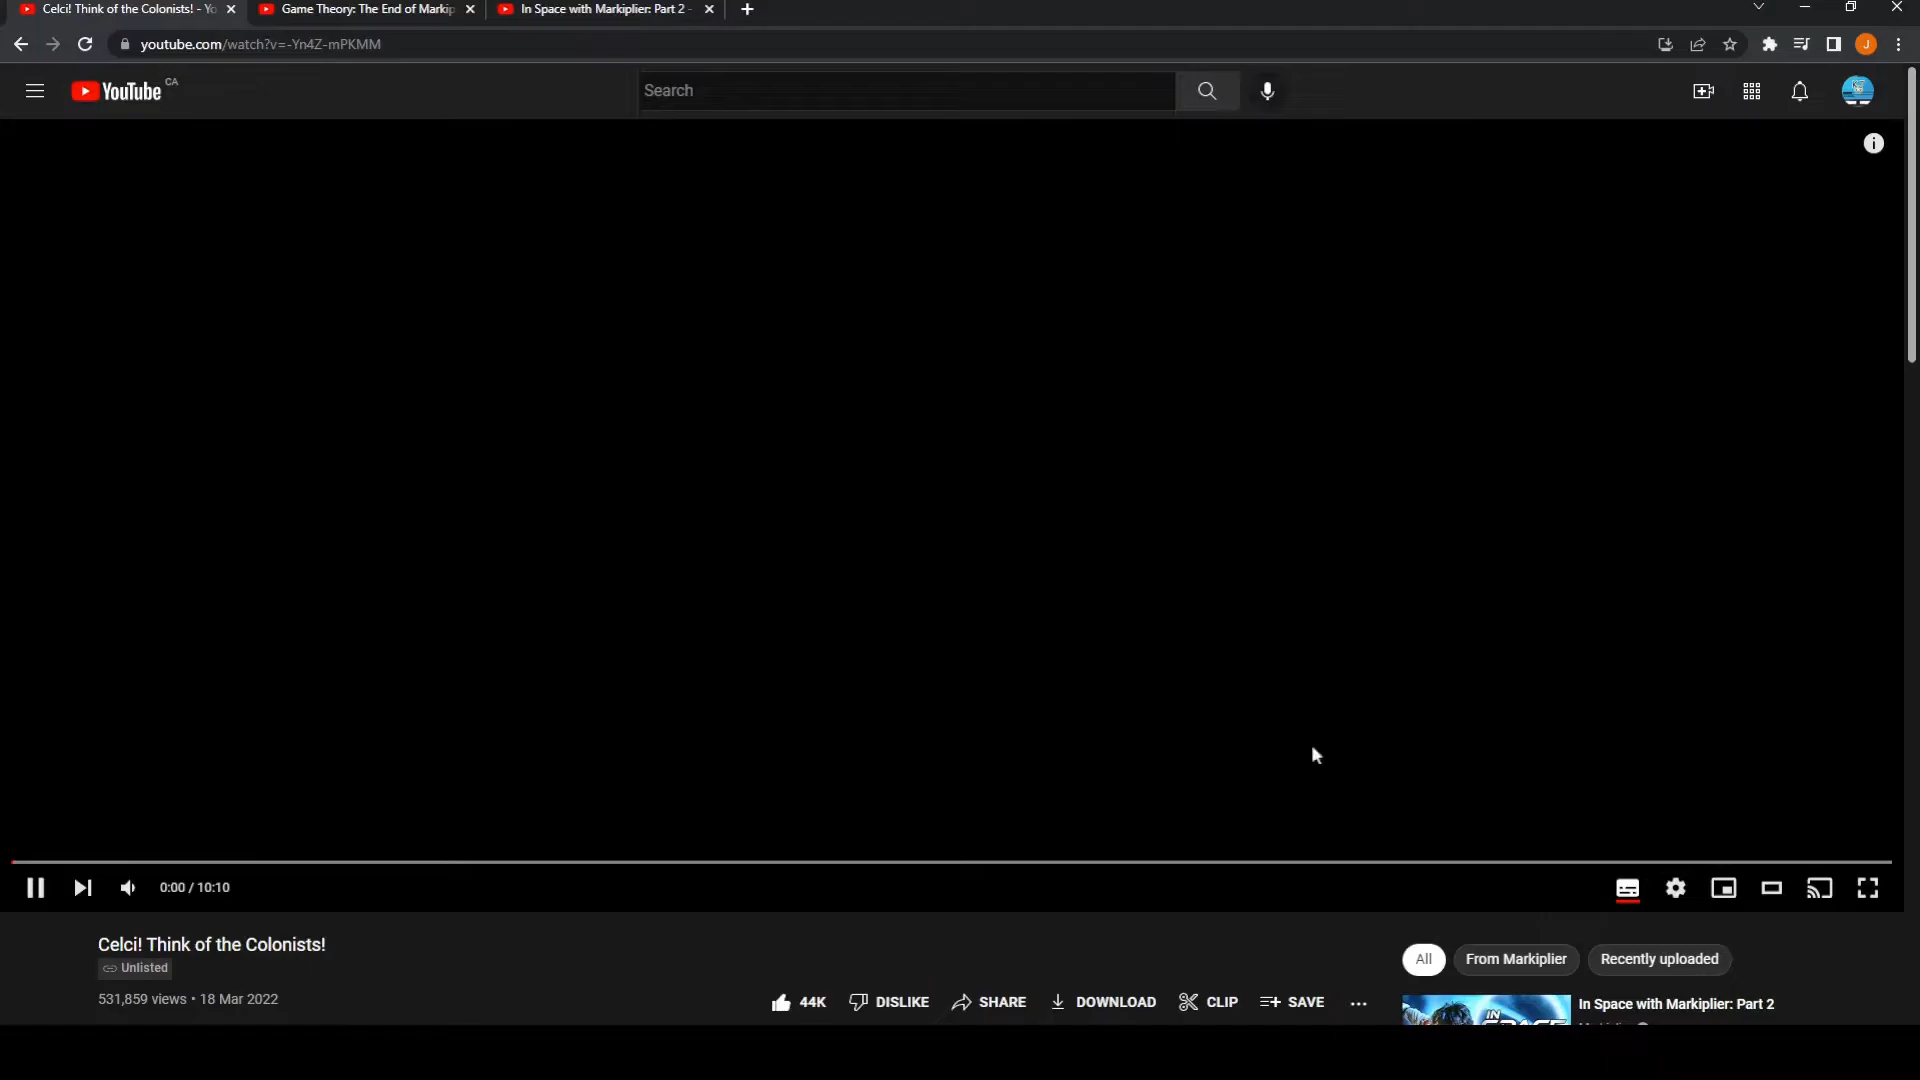 Celci! Think of the Colonists! - Yo
Game Theory: The End of Markip
In Space with Markiplier: Part 2 -
youtube.com/watch?v=-Yn4Z-mPKMM
J
YouTube CA
Search
0:00 / 10:10
Celci! Think of the Colonists!
Unlisted
531,859 views • 18 Mar 2022
44K
DISLIKE
SHARE
DOWNLOAD
CLIP
SAVE
All
From Markiplier
Recently uploaded
IN
SPACE
In Space with Markiplier: Part 2